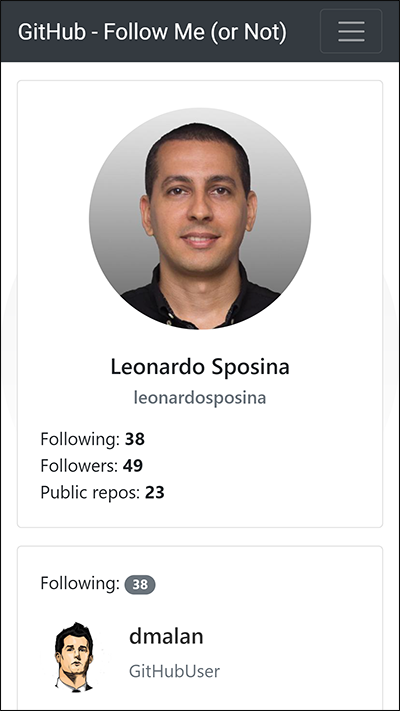 GitHub - Follow Me (or Not)
Leonardo Sposina
leonardosposina
Following: 38
Followers: 49
Public repos: 23
Following: 38
dmalan
GitHubUser